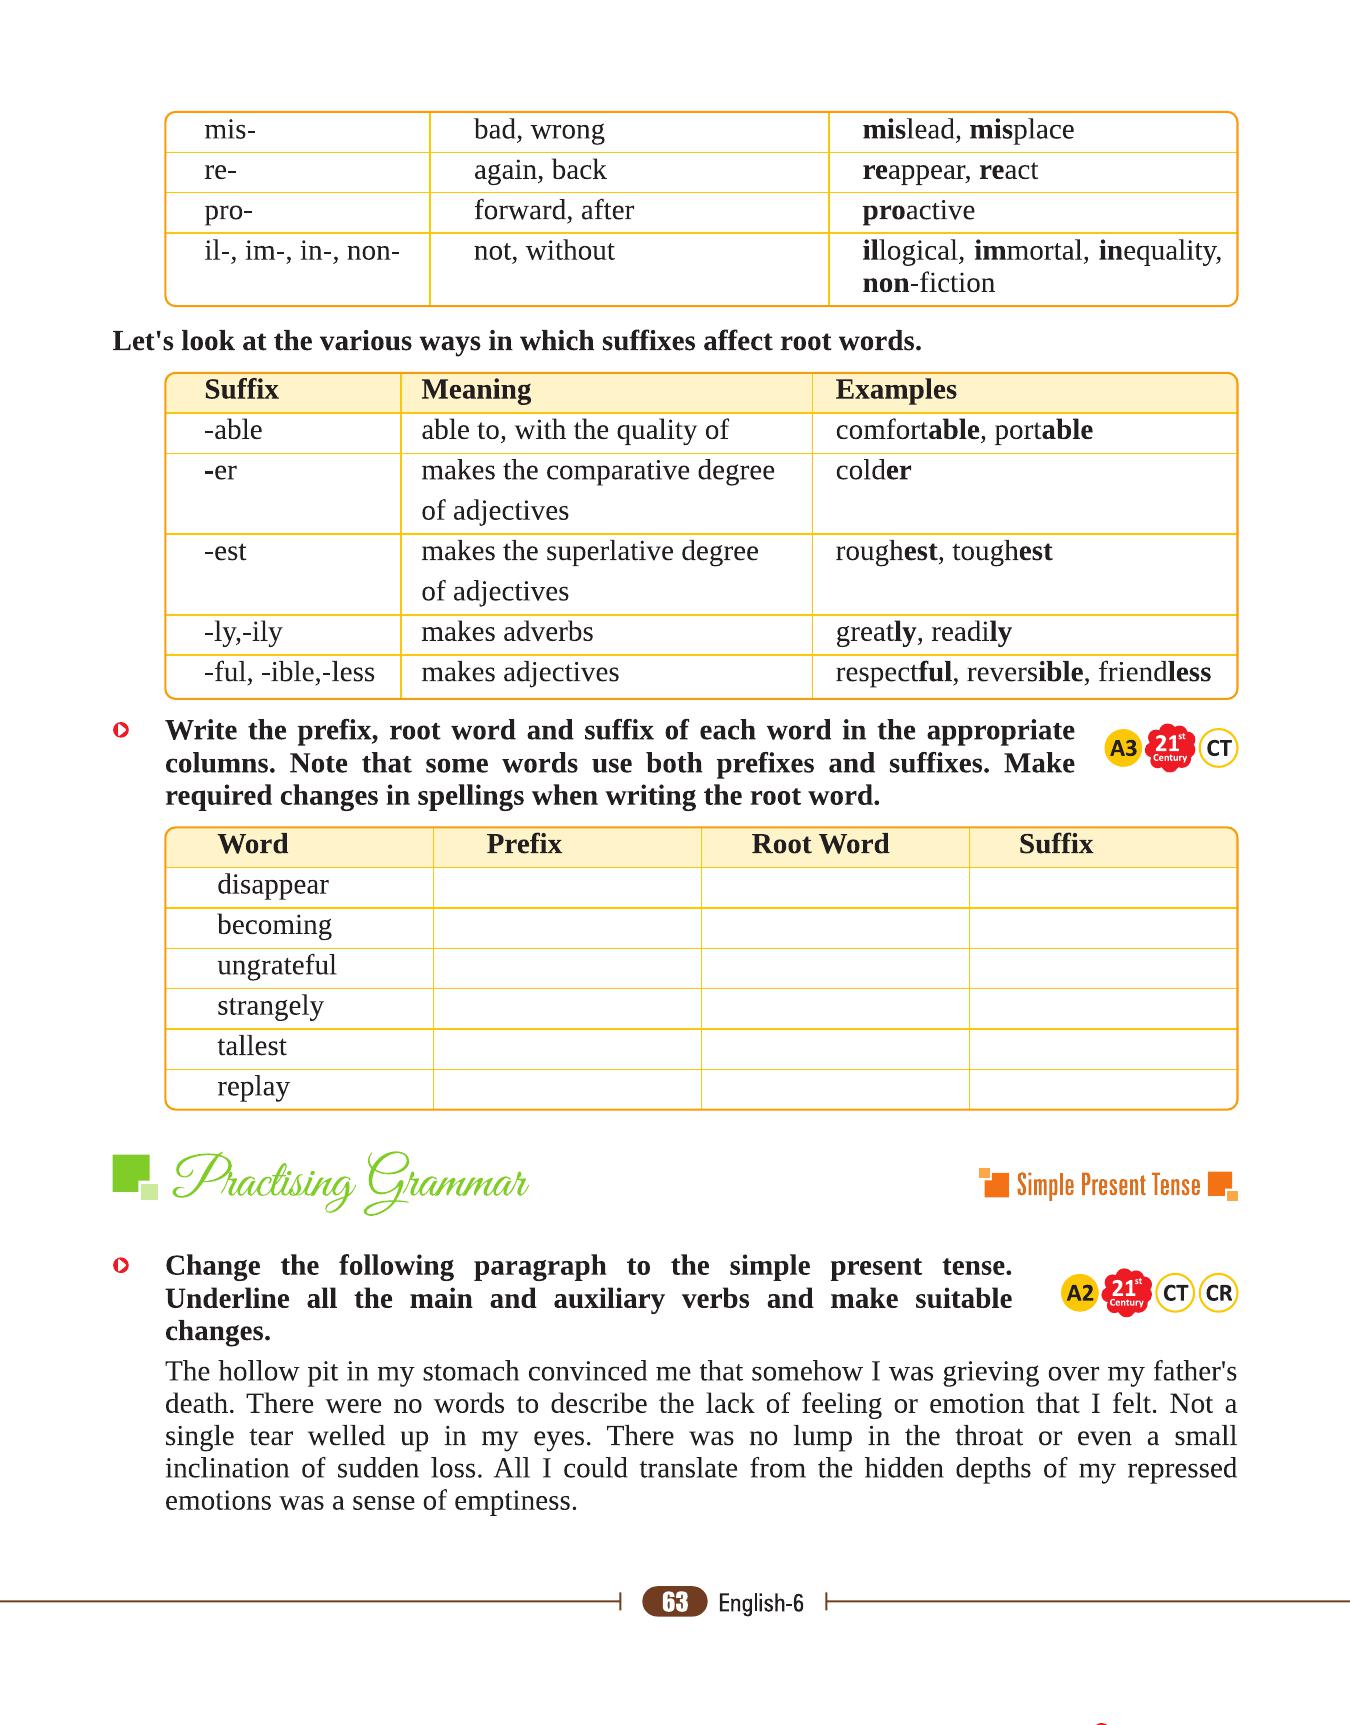 mis- bad, wrong mislead, misplace
re- again, back reappear, react
pro- forward, after proactive
il-, im-, in-, non- not, without illogical, immortal, inequality,
non-fiction
Let's look at the various ways in which suffixes affect root words.
Suffix Meaning Examples
-able able to, with the quality of comfortable, portable
-er makes the comparative degree colder
of adjectives
-est makes the superlative degree roughest, toughest
of adjectives
-ly,-ily makes adverbs greatly, readily
-ful, -ible,-less makes adjectives respectful, reversible, friendless
Write the prefix, root word and suffix of each word in the appropriate
columns. Note that some words use both prefixes and suffixes. Make
required changes in spellings when writing the root word.
A3 21st Century CT
Word Prefix Root Word Suffix
disappear
becoming
ungrateful
strangely
tallest
replay
Practising Grammar Simple Present Tense
Change the following paragraph to the simple present tense.
Underline all the main and auxiliary verbs and make suitable
changes.
A2 21st Century CT CR
The hollow pit in my stomach convinced me that somehow I was grieving over my father's
death. There were no words to describe the lack of feeling or emotion that I felt. Not a
single tear welled up in my eyes. There was no lump in the throat or even a small
inclination of sudden loss. All I could translate from the hidden depths of my repressed
emotions was a sense of emptiness.
63 English-6